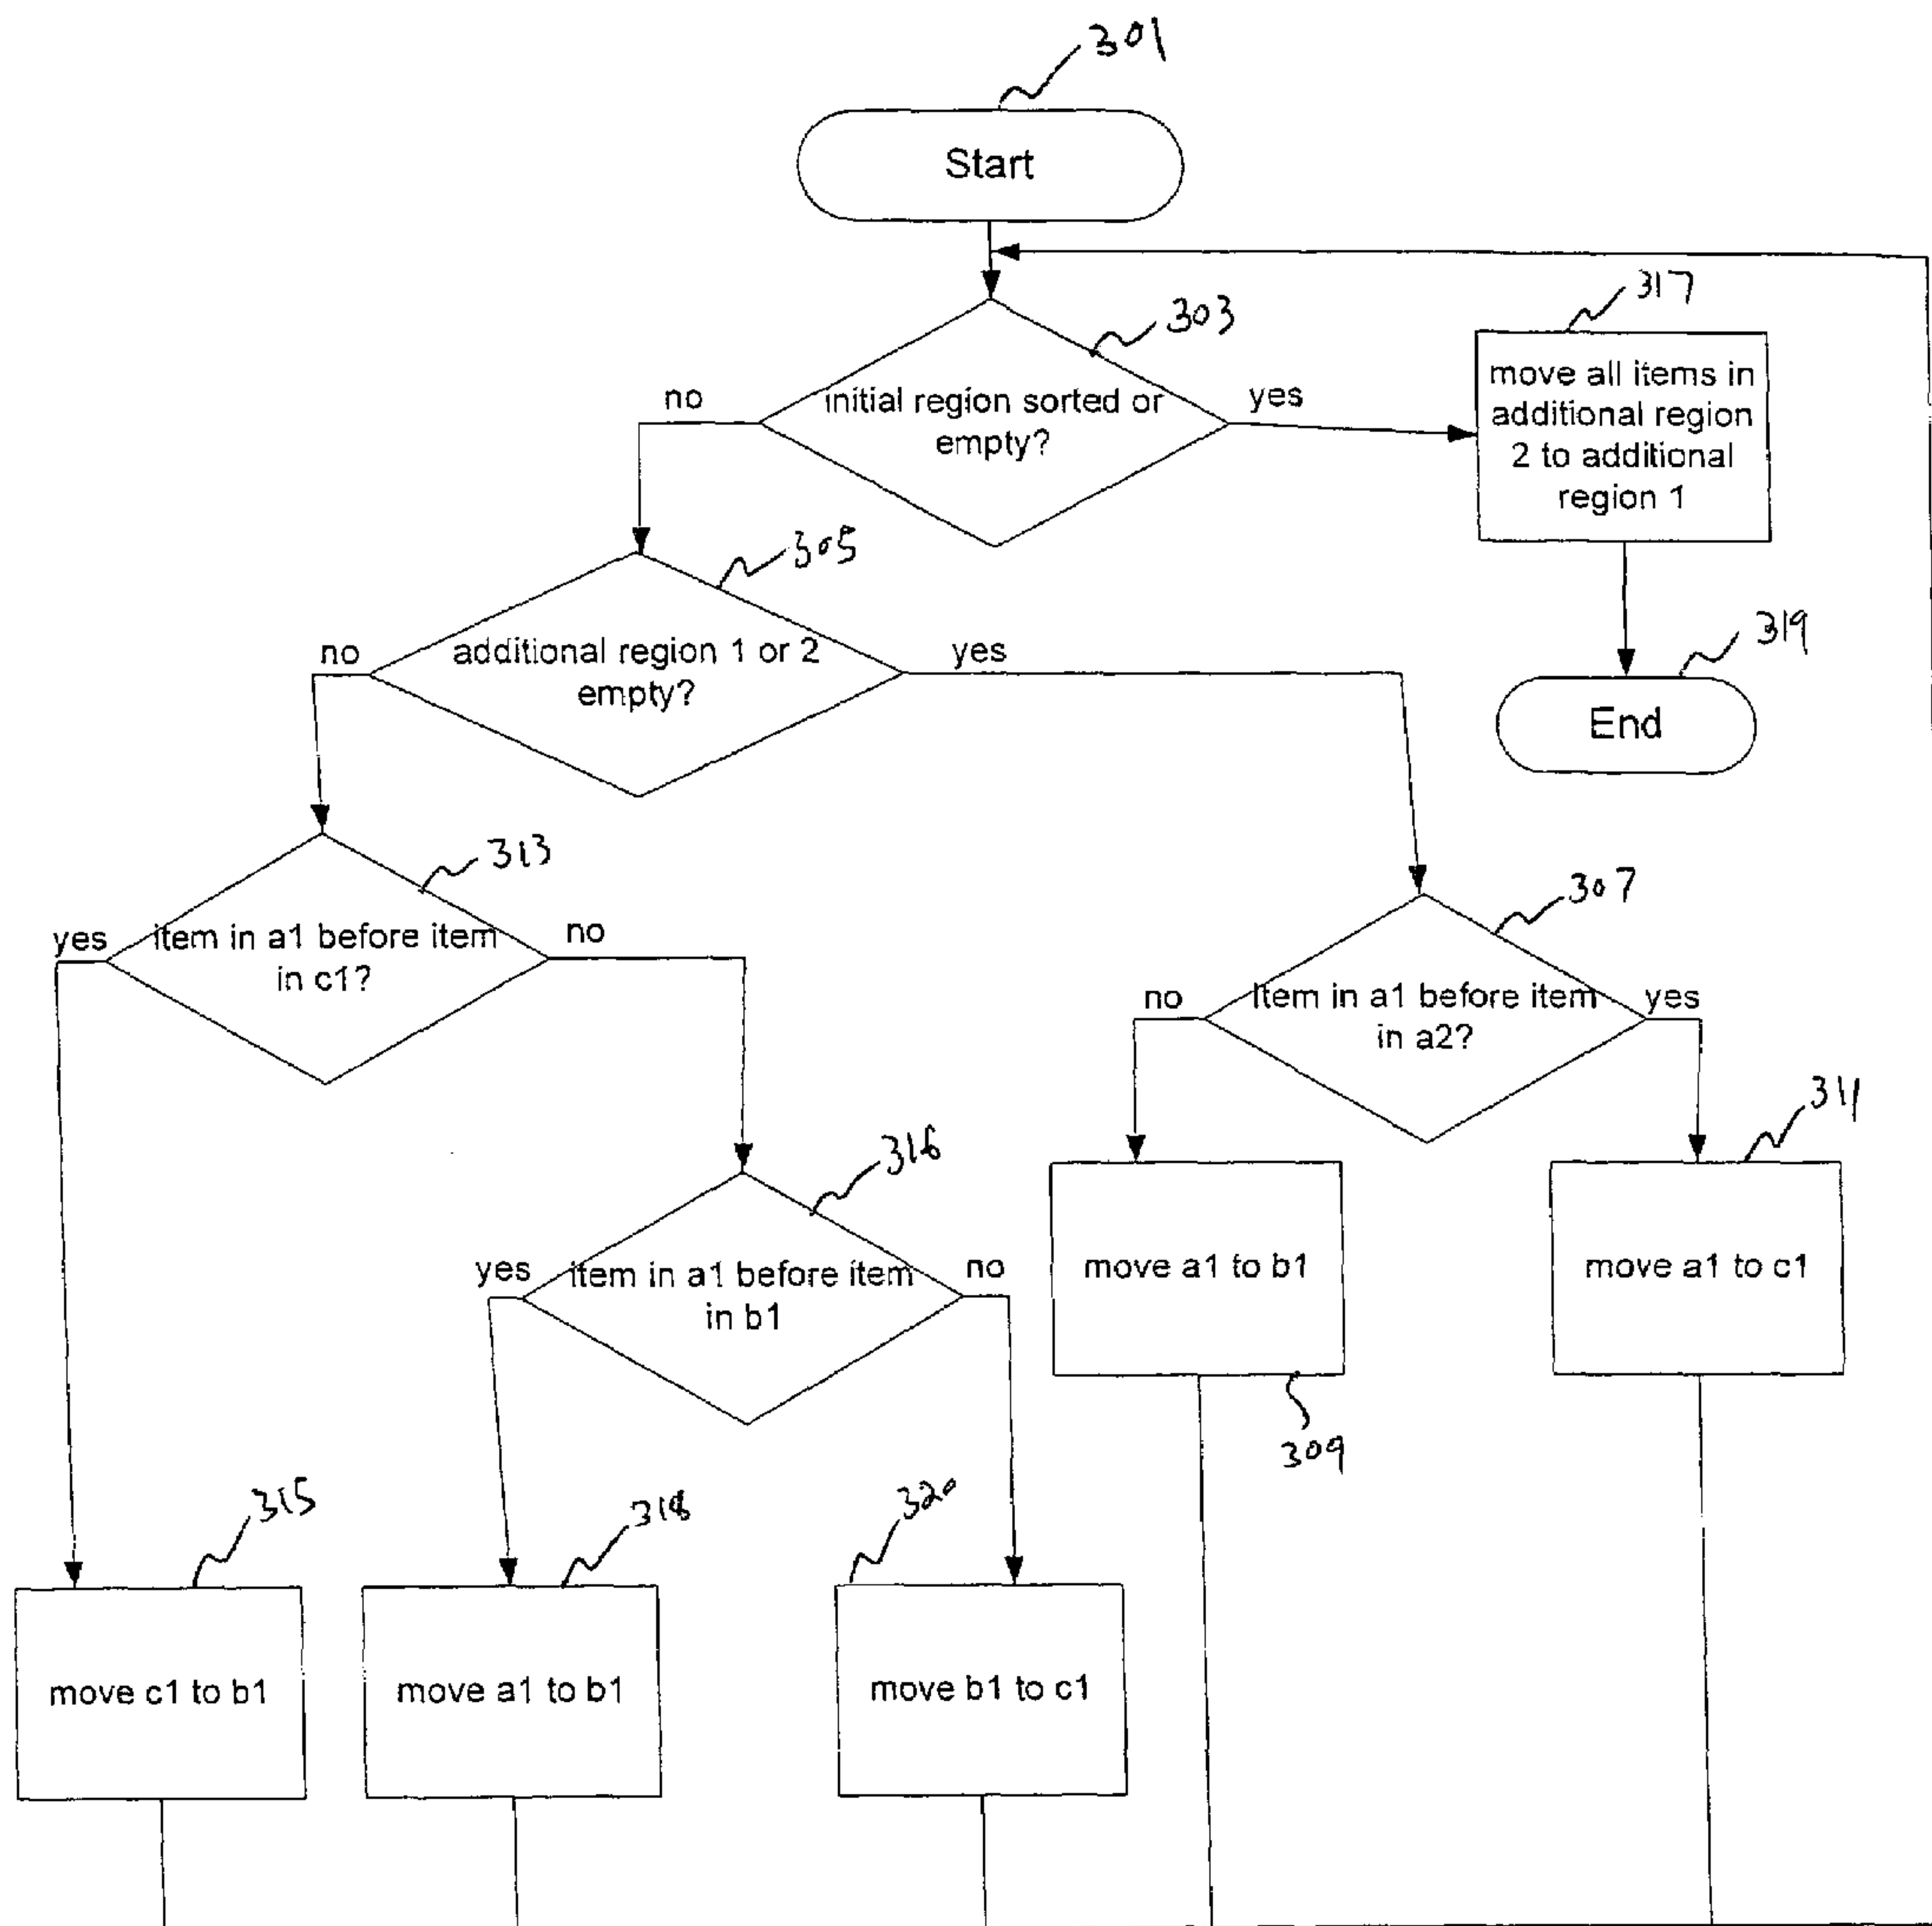 301
Start
317
303
no
initial region sorted or
empty?
yes
move all items in
additional region
2 to additional
region 1
305
319
no
additional region 1 or 2
empty?
yes
End
313
307
yes
item in a1 before item
in c1?
no
no
item in a1 before item
in a2?
yes
311
316
yes
item in a1 before item
in b1
no
move a1 to b1
move a1 to c1
309
315
318
320
move c1 to b1
move a1 to b1
move b1 to c1